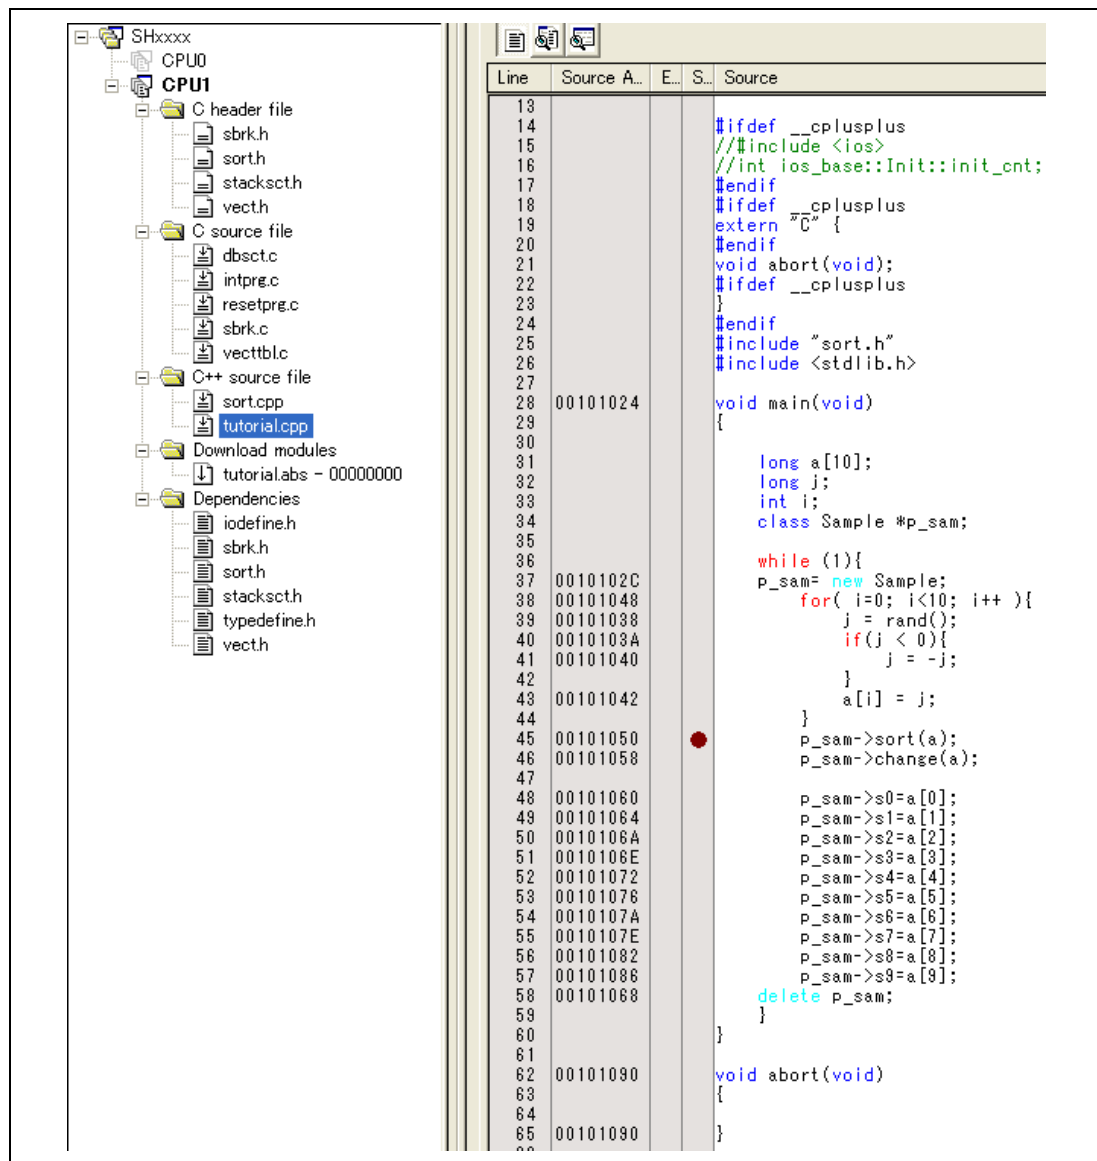 SHxxxx
CPU0
CPU1
C header file
sbrk.h
sort.h
stacksct.h
vect.h
C source file
dbsct.c
intprg.c
resetprg.c
sbrk.c
vecttbl.c
C++ source file
sort.cpp
tutorial.cpp
Download modules
tutorial.abs - 00000000
Dependencies
iodefine.h
sbrk.h
sort.h
stacksct.h
typedefine.h
vect.h
Line Source A... E... S... Source
13
14 #ifdef __cplusplus
15 //#include <ios>
16 //int ios_base::Init::init_cnt;
17 #endif
18 #ifdef __cplusplus
19 extern "C" {
20 #endif
21 void abort(void);
22 #ifdef __cplusplus
23 }
24 #endif
25 #include "sort.h"
26 #include <stdlib.h>
27
28 00101024 void main(void)
29 {
30
31 long a[10];
32 long j;
33 int i;
34 class Sample *p_sam;
35
36 while (1){
37 0010102C p_sam= new Sample;
38 00101048 for( i=0; i<10; i++ ){
39 00101038 j = rand();
40 0010103A if(j < 0){
41 00101040 j = -j;
42 }
43 00101042 a[i] = j;
44 }
45 00101050 p_sam->sort(a);
46 00101058 p_sam->change(a);
47
48 00101060 p_sam->s0=a[0];
49 00101064 p_sam->s1=a[1];
50 0010106A p_sam->s2=a[2];
51 0010106E p_sam->s3=a[3];
52 00101072 p_sam->s4=a[4];
53 00101076 p_sam->s5=a[5];
54 0010107A p_sam->s6=a[6];
55 0010107E p_sam->s7=a[7];
56 00101082 p_sam->s8=a[8];
57 00101086 p_sam->s9=a[9];
58 00101068 delete p_sam;
59 }
60 }
61
62 00101090 void abort(void)
63 {
64
65 00101090 }